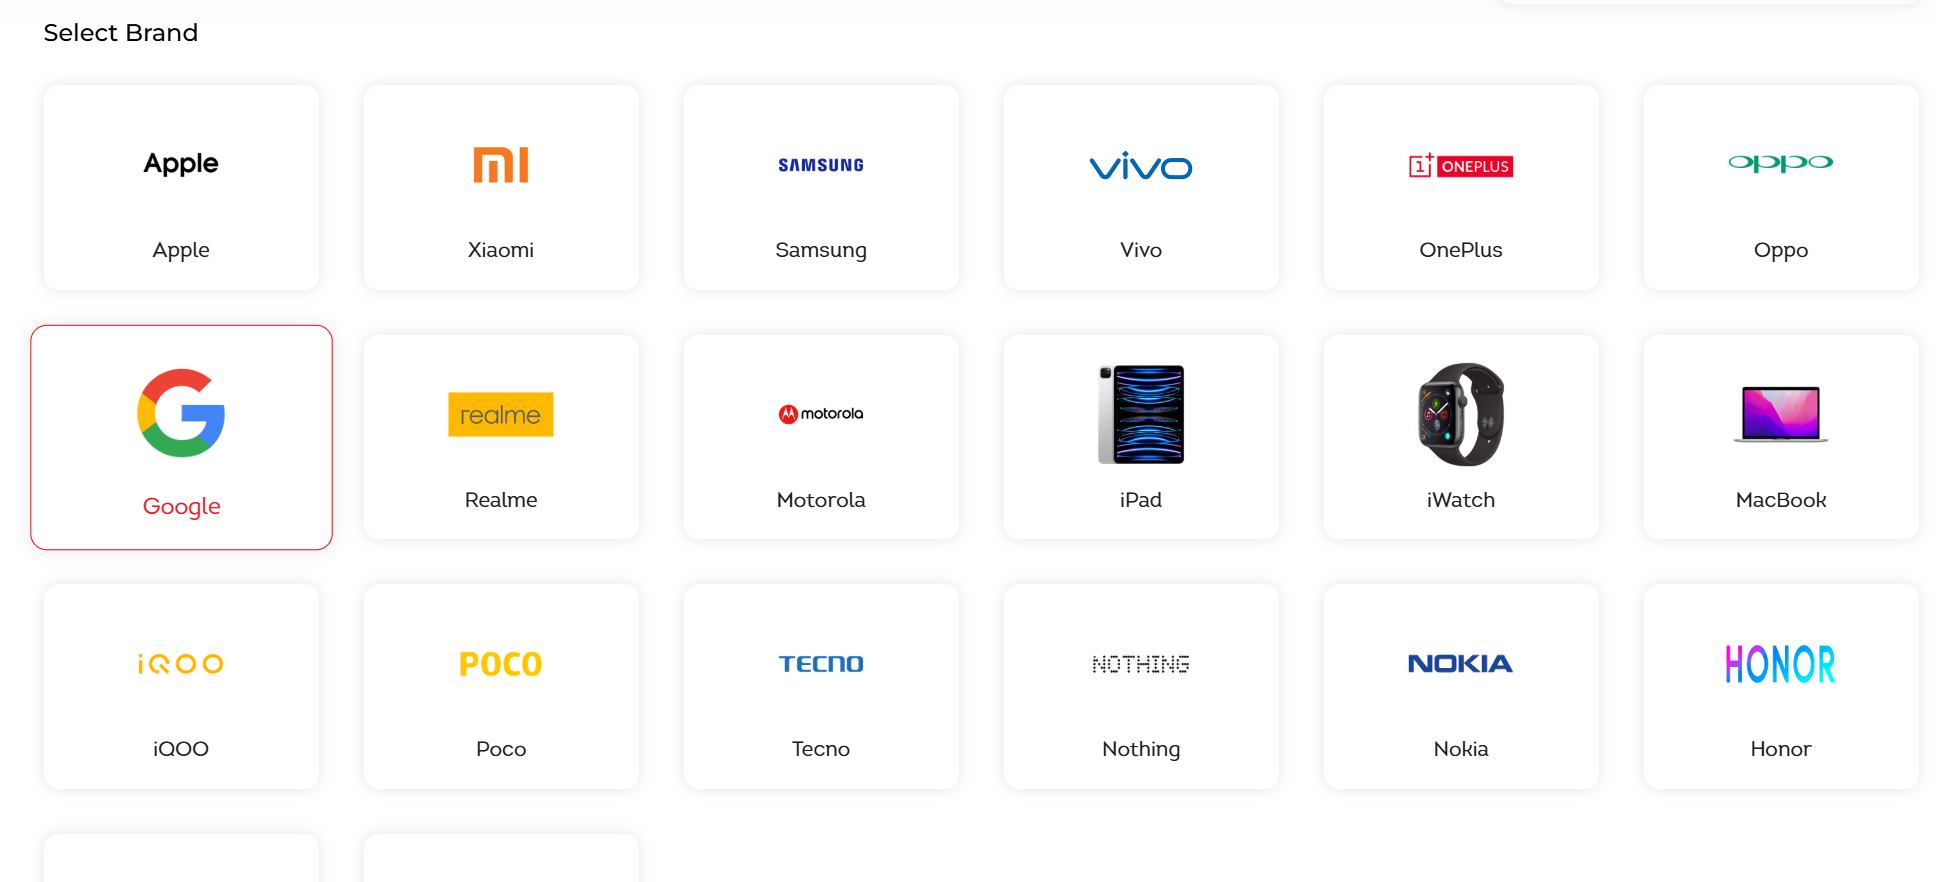 Select Brand
Apple
mi
SAMSUNG
vivo
1+ ONEPLUS
oppo
Apple
Xiaomi
Samsung
Vivo
OnePlus
Oppo
G
realme
motorola
Google
Realme
Motorola
iPad
iWatch
MacBook
iQOO
POCO
TECNO
NOTHING
NOKIA
HONOR
iQOO
Poco
Tecno
Nothing
Nokia
Honor